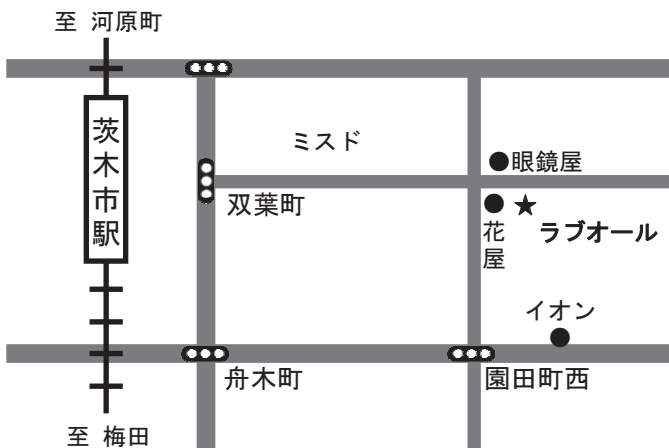 至 河原町
茨木市駅
ミスド
眼鏡屋
双葉町
花屋
ラブオール
イオン
舟木町
園田町西
至 梅田